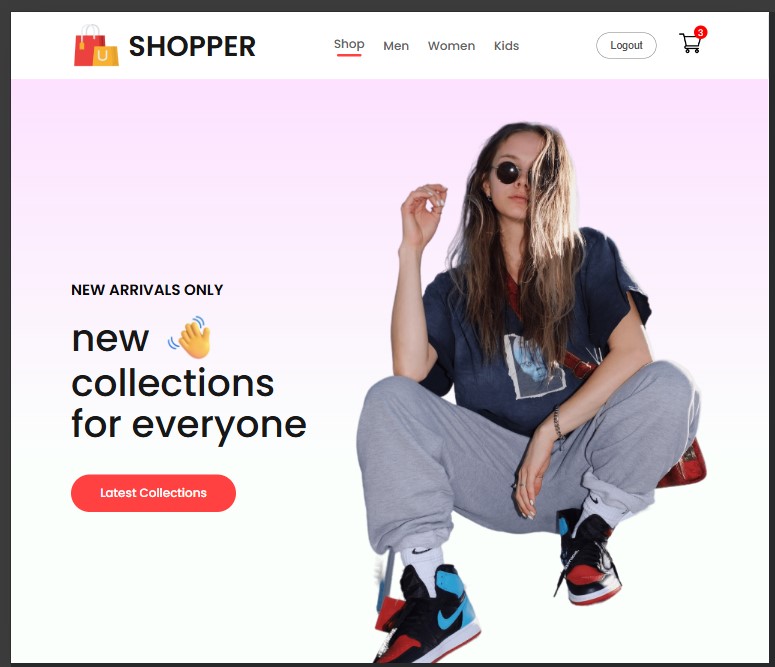 SHOPPER
Shop Men Women Kids
Logout
3
NEW ARRIVALS ONLY
new 👋
collections
for everyone
Latest Collections